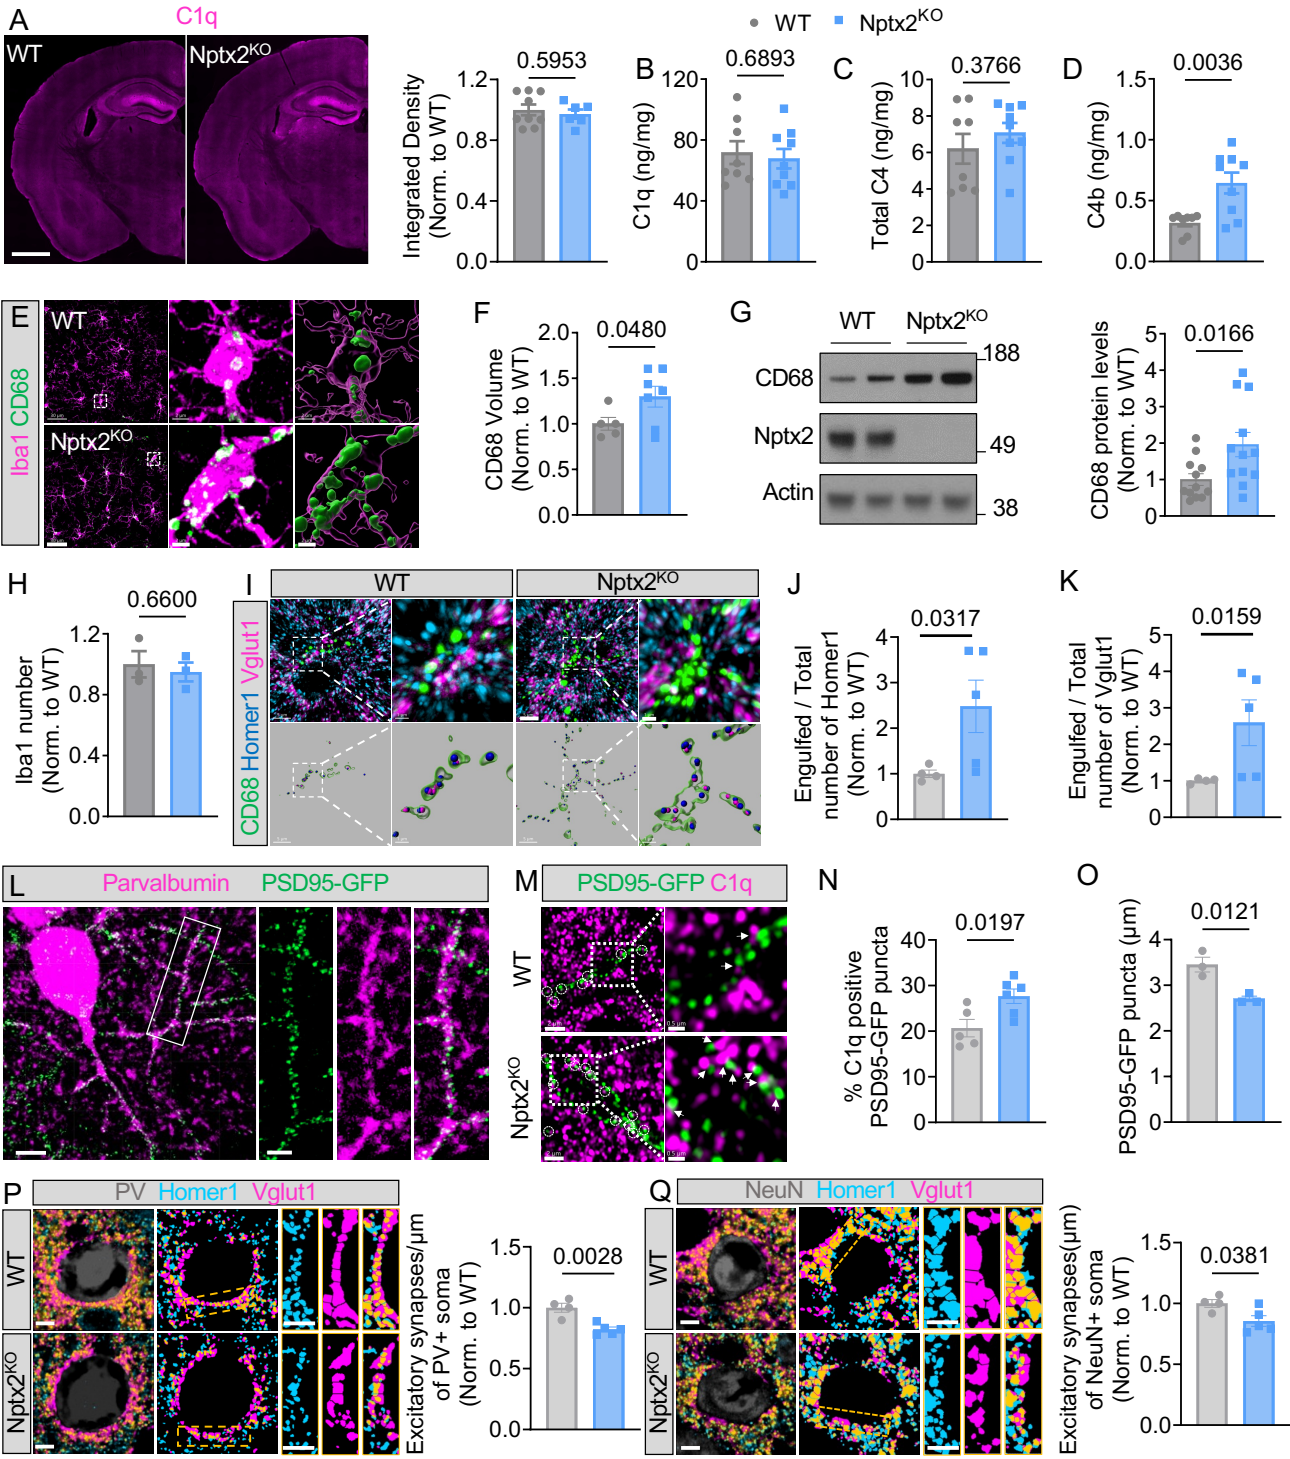 A
C1q
WT
Nptx2KO
WT
Nptx2KO
Integrated Density
(Norm. to WT)
1.2
0.8
0.4
0.0
0.5953
B
C1q (ng/mg)
120
80
40
0
0.6893
C
Total C4 (ng/mg)
10
8
6
4
2
0
0.3766
D
C4b (ng/mg)
1.5
1.0
0.5
0.0
0.0036
E
Iba1 CD68
WT
Nptx2KO
F
CD68 Volume
(Norm. to WT)
2.0
1.5
1.0
0.5
0.0
0.0480
G
WT
Nptx2KO
CD68
Nptx2
Actin
188
49
38
CD68 protein levels
(Norm. to WT)
5
4
3
2
1
0
0.0166
H
Iba1 number
(Norm. to WT)
1.2
0.8
0.4
0.0
0.6600
I
WT
Nptx2KO
CD68 Homer1 Vglut1
J
Engulfed / Total
number of Homer1
(Norm. to WT)
4
3
2
1
0
0.0317
K
Engulfed / Total
number of Vglut1
(Norm. to WT)
5
4
3
2
1
0
0.0159
L
Parvalbumin PSD95-GFP
M
PSD95-GFP C1q
WT
Nptx2KO
2 µm
0.5 µm
2 µm
0.5 µm
N
% C1q positive
PSD95-GFP puncta
40
30
20
10
0
0.0197
O
PSD95-GFP puncta (µm)
4
3
2
1
0
0.0121
P
PV Homer1 Vglut1
WT
Nptx2KO
Excitatory synapses/µm
of PV+ soma
(Norm. to WT)
1.5
1.0
0.5
0.0
0.0028
Q
NeuN Homer1 Vglut1
WT
Nptx2KO
Excitatory synapses(µm)
of NeuN+ soma
(Norm. to WT)
1.5
1.0
0.5
0.0
0.0381